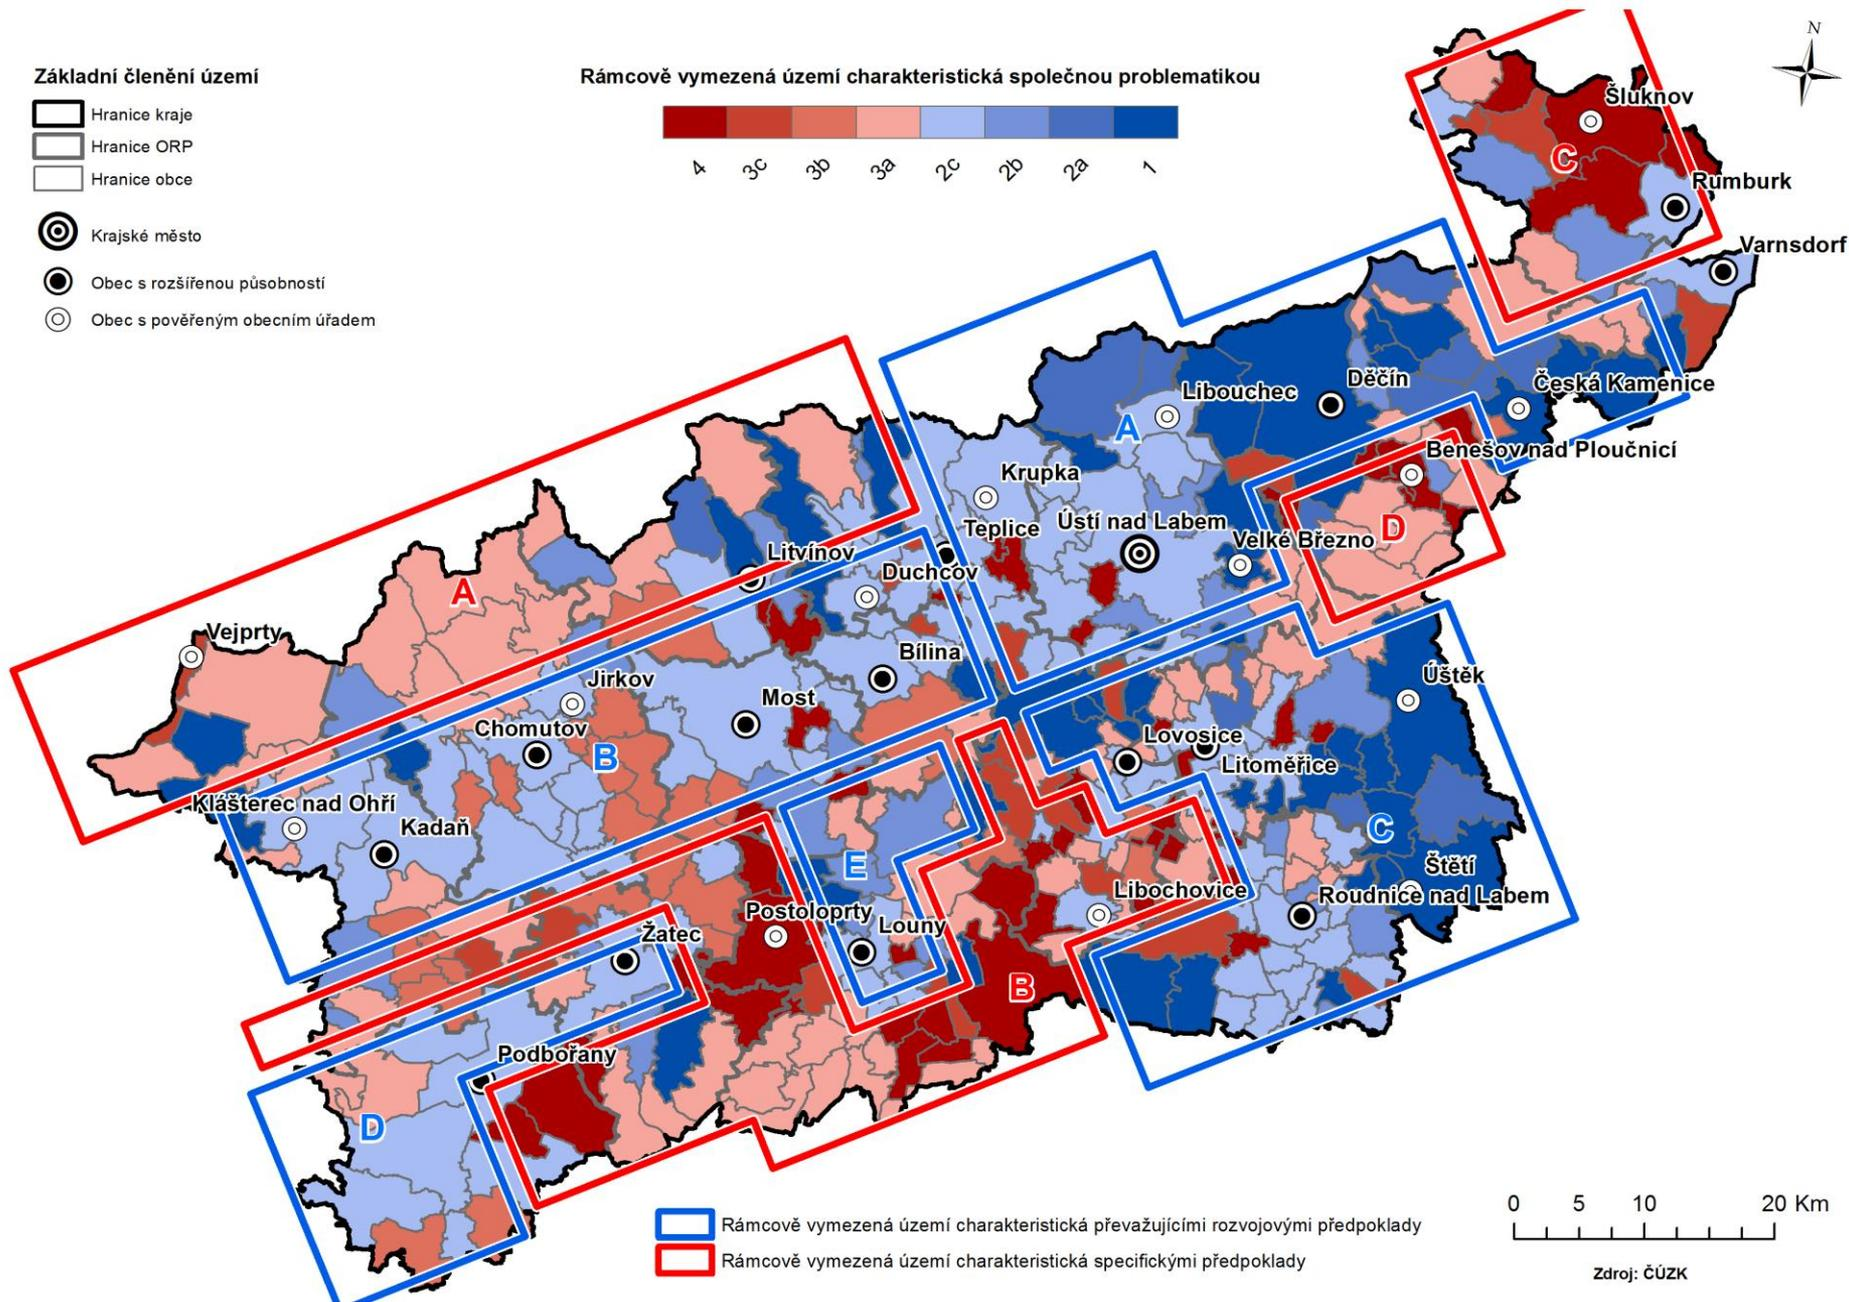 N
Základní členění území
Hranice kraje
Hranice ORP
Hranice obce
Krajské město
Obec s rozšířenou působností
Obec s pověřeným obecním úřadem
Rámcově vymezená území charakteristická společnou problematikou
4 3c 3b 3a 2c 2b 2a 1
Šluknov
C
Rumburk
Varnsdorf
Děčín
Libouchec
Česká Kamenice
A
Benešov nad Ploučnicí
Krupka
Teplice
Ústí nad Labem
D
Velké Březno
Litvínov
Duchcov
A
Vejprty
Bílina
Jirkov
Úštěk
Most
Chomutov
Lovosice
B
Litoměřice
Klášterec nad Ohří
Kadaň
C
E
Štětí
Libochovice
Roudnice nad Labem
Postoloprty
Louny
Žatec
B
Podbořany
D
Rámcově vymezená území charakteristická převažujícími rozvojovými předpoklady
Rámcově vymezená území charakteristická specifickými předpoklady
0 5 10 20 Km
Zdroj: ČÚZK